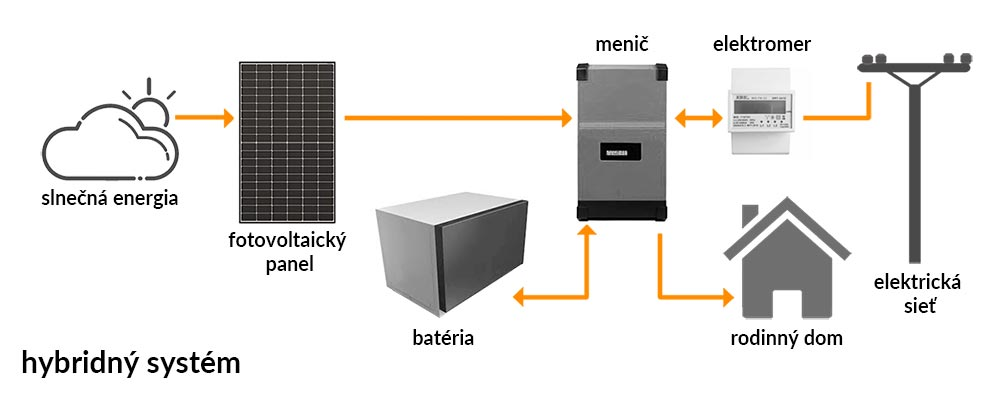 menič
elektromer
slnečná energia
fotovoltaický
panel
batéria
rodinný dom
elektrická
sieť
hybridný systém